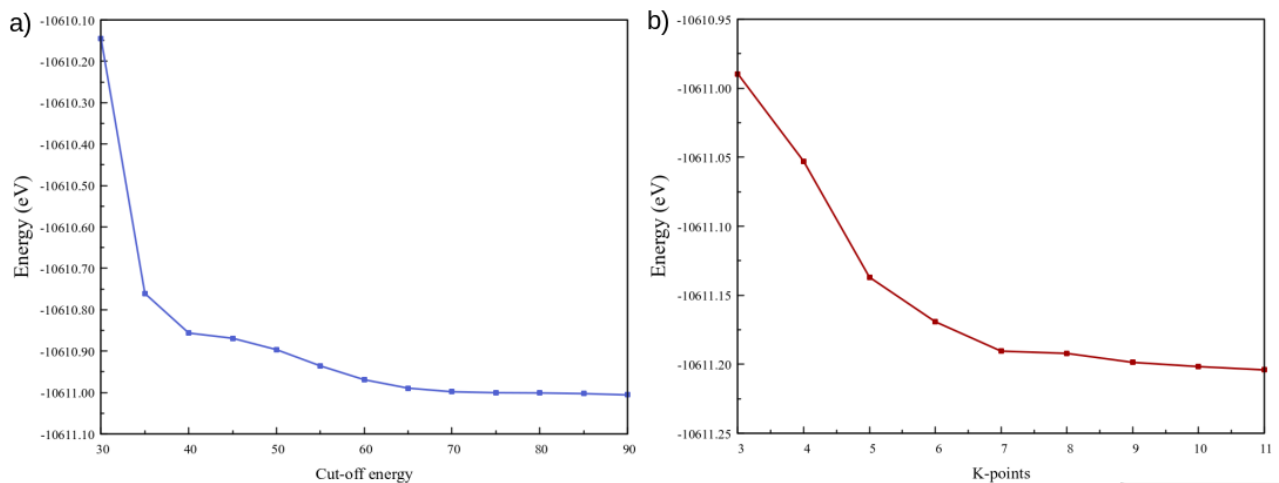 a)
-10610.10
-10610.20
-10610.30
-10610.40
-10610.50
-10610.60
-10610.70
-10610.80
-10610.90
-10611.00
-10611.10
Energy (eV)
30 40 50 60 70 80 90
Cut-off energy
b)
-10610.95
-10611.00
-10611.05
-10611.10
-10611.15
-10611.20
-10611.25
Energy (eV)
3 4 5 6 7 8 9 10 11
K-points